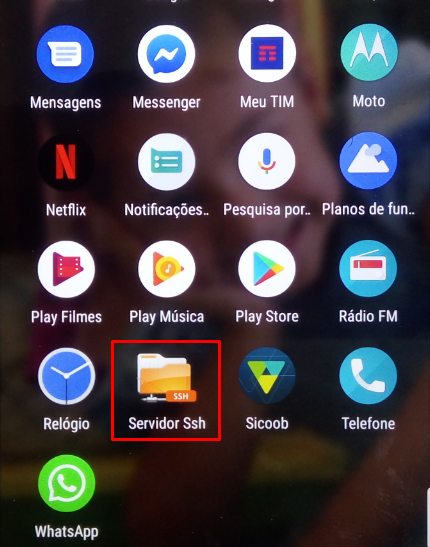 Mensagens
Messenger
Meu TIM
Moto
Netflix
Notificações..
Pesquisa por..
Planos de fun..
Play Filmes
Play Música
Play Store
Rádio FM
SSH
Relógio
Servidor Ssh
Sicoob
Telefone
WhatsApp